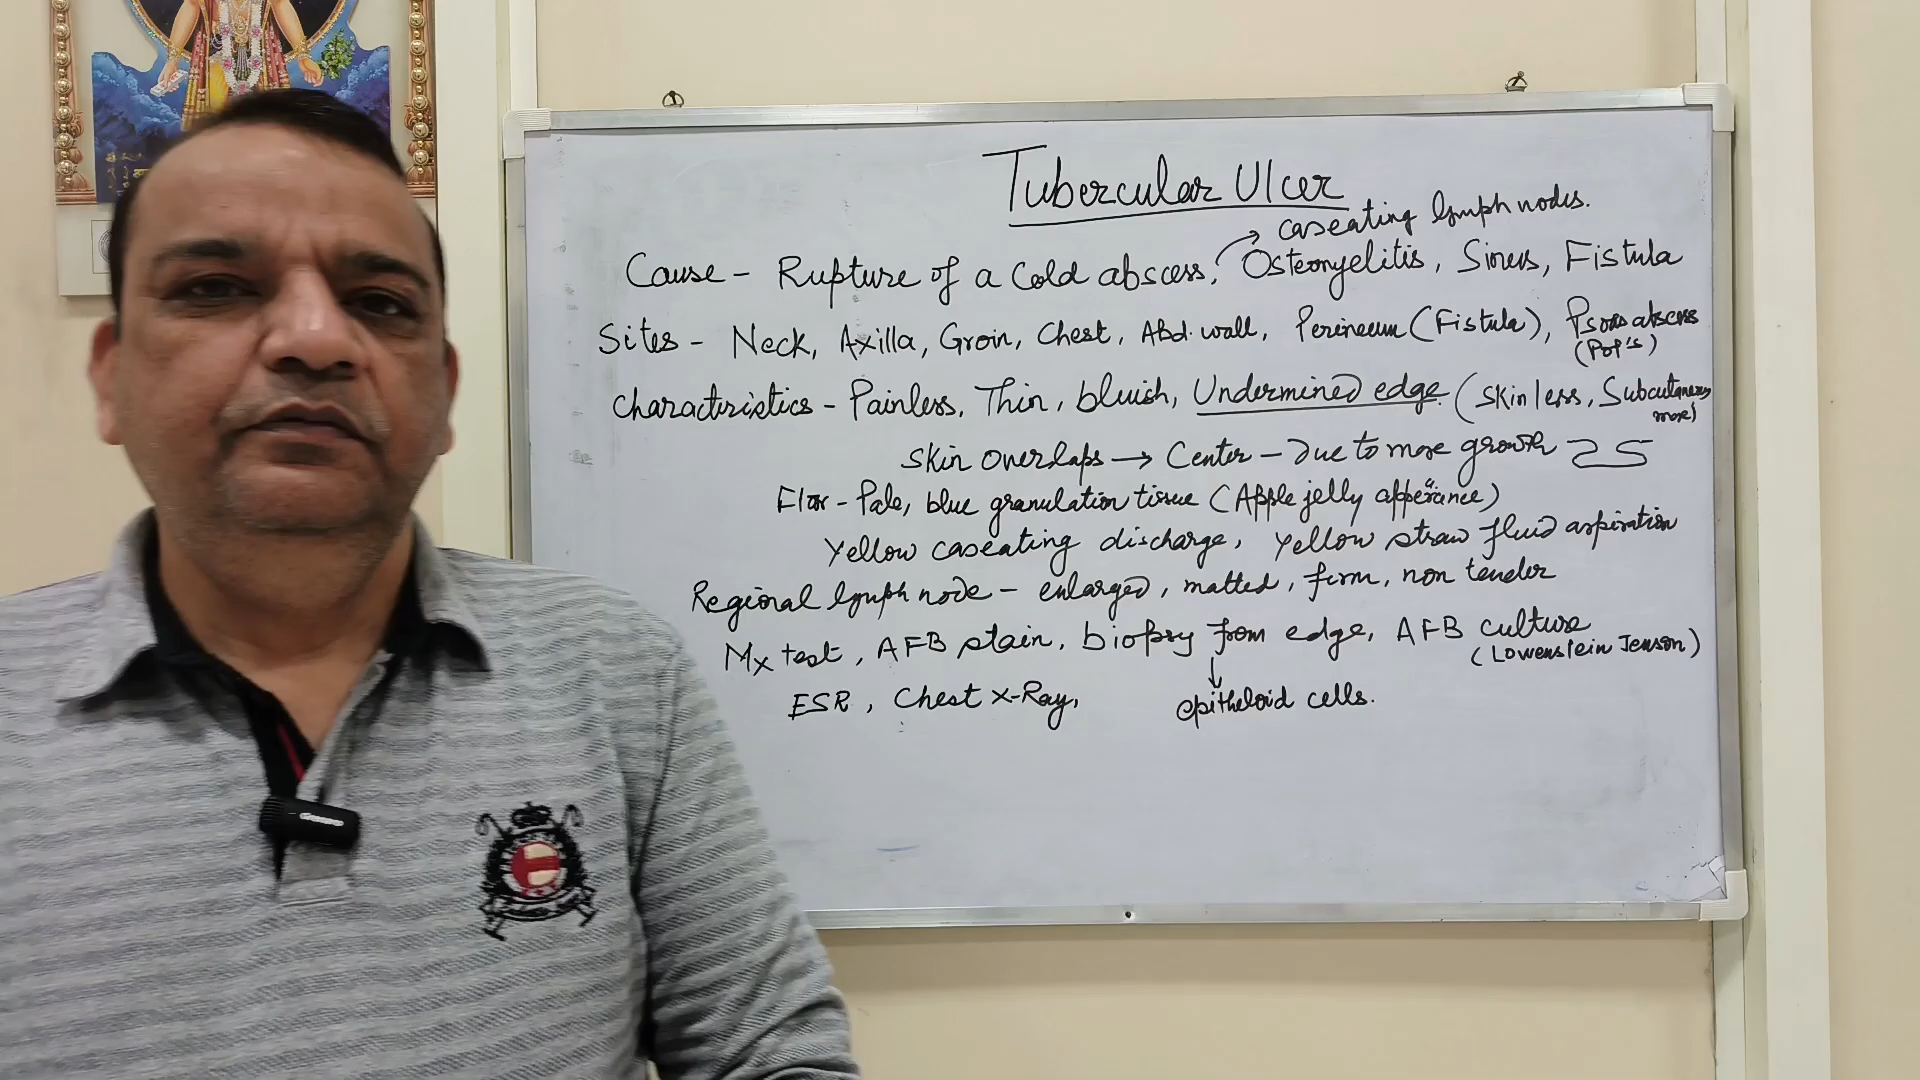 Tubercular Ulcer
caseating lymph nodes.
Cause - Rupture of a Cold abscess, Osteomyelitis, Sinus, Fistula
Sites - Neck, Axilla, Groin, Chest, Abd. wall, Perineum (Fistula), Psoas abscess
(Pop's)
Characteristics - Painless, Thin, bluish, Undermined edge. (Skin less, Subcutaneous
more)
Skin overlaps → Center - Due to more growth
Floor - Pale, blue granulation tissue (Apple jelly apperance)
Yellow caseating discharge, Yellow straw fluid aspiration
Regional lymph node - enlarged, matted, firm, non tender
Mx test, AFB stain, biopsy from edge, AFB culture
(Lowenstein Jenson)
ESR, Chest X-Ray,
epitheloid cells.